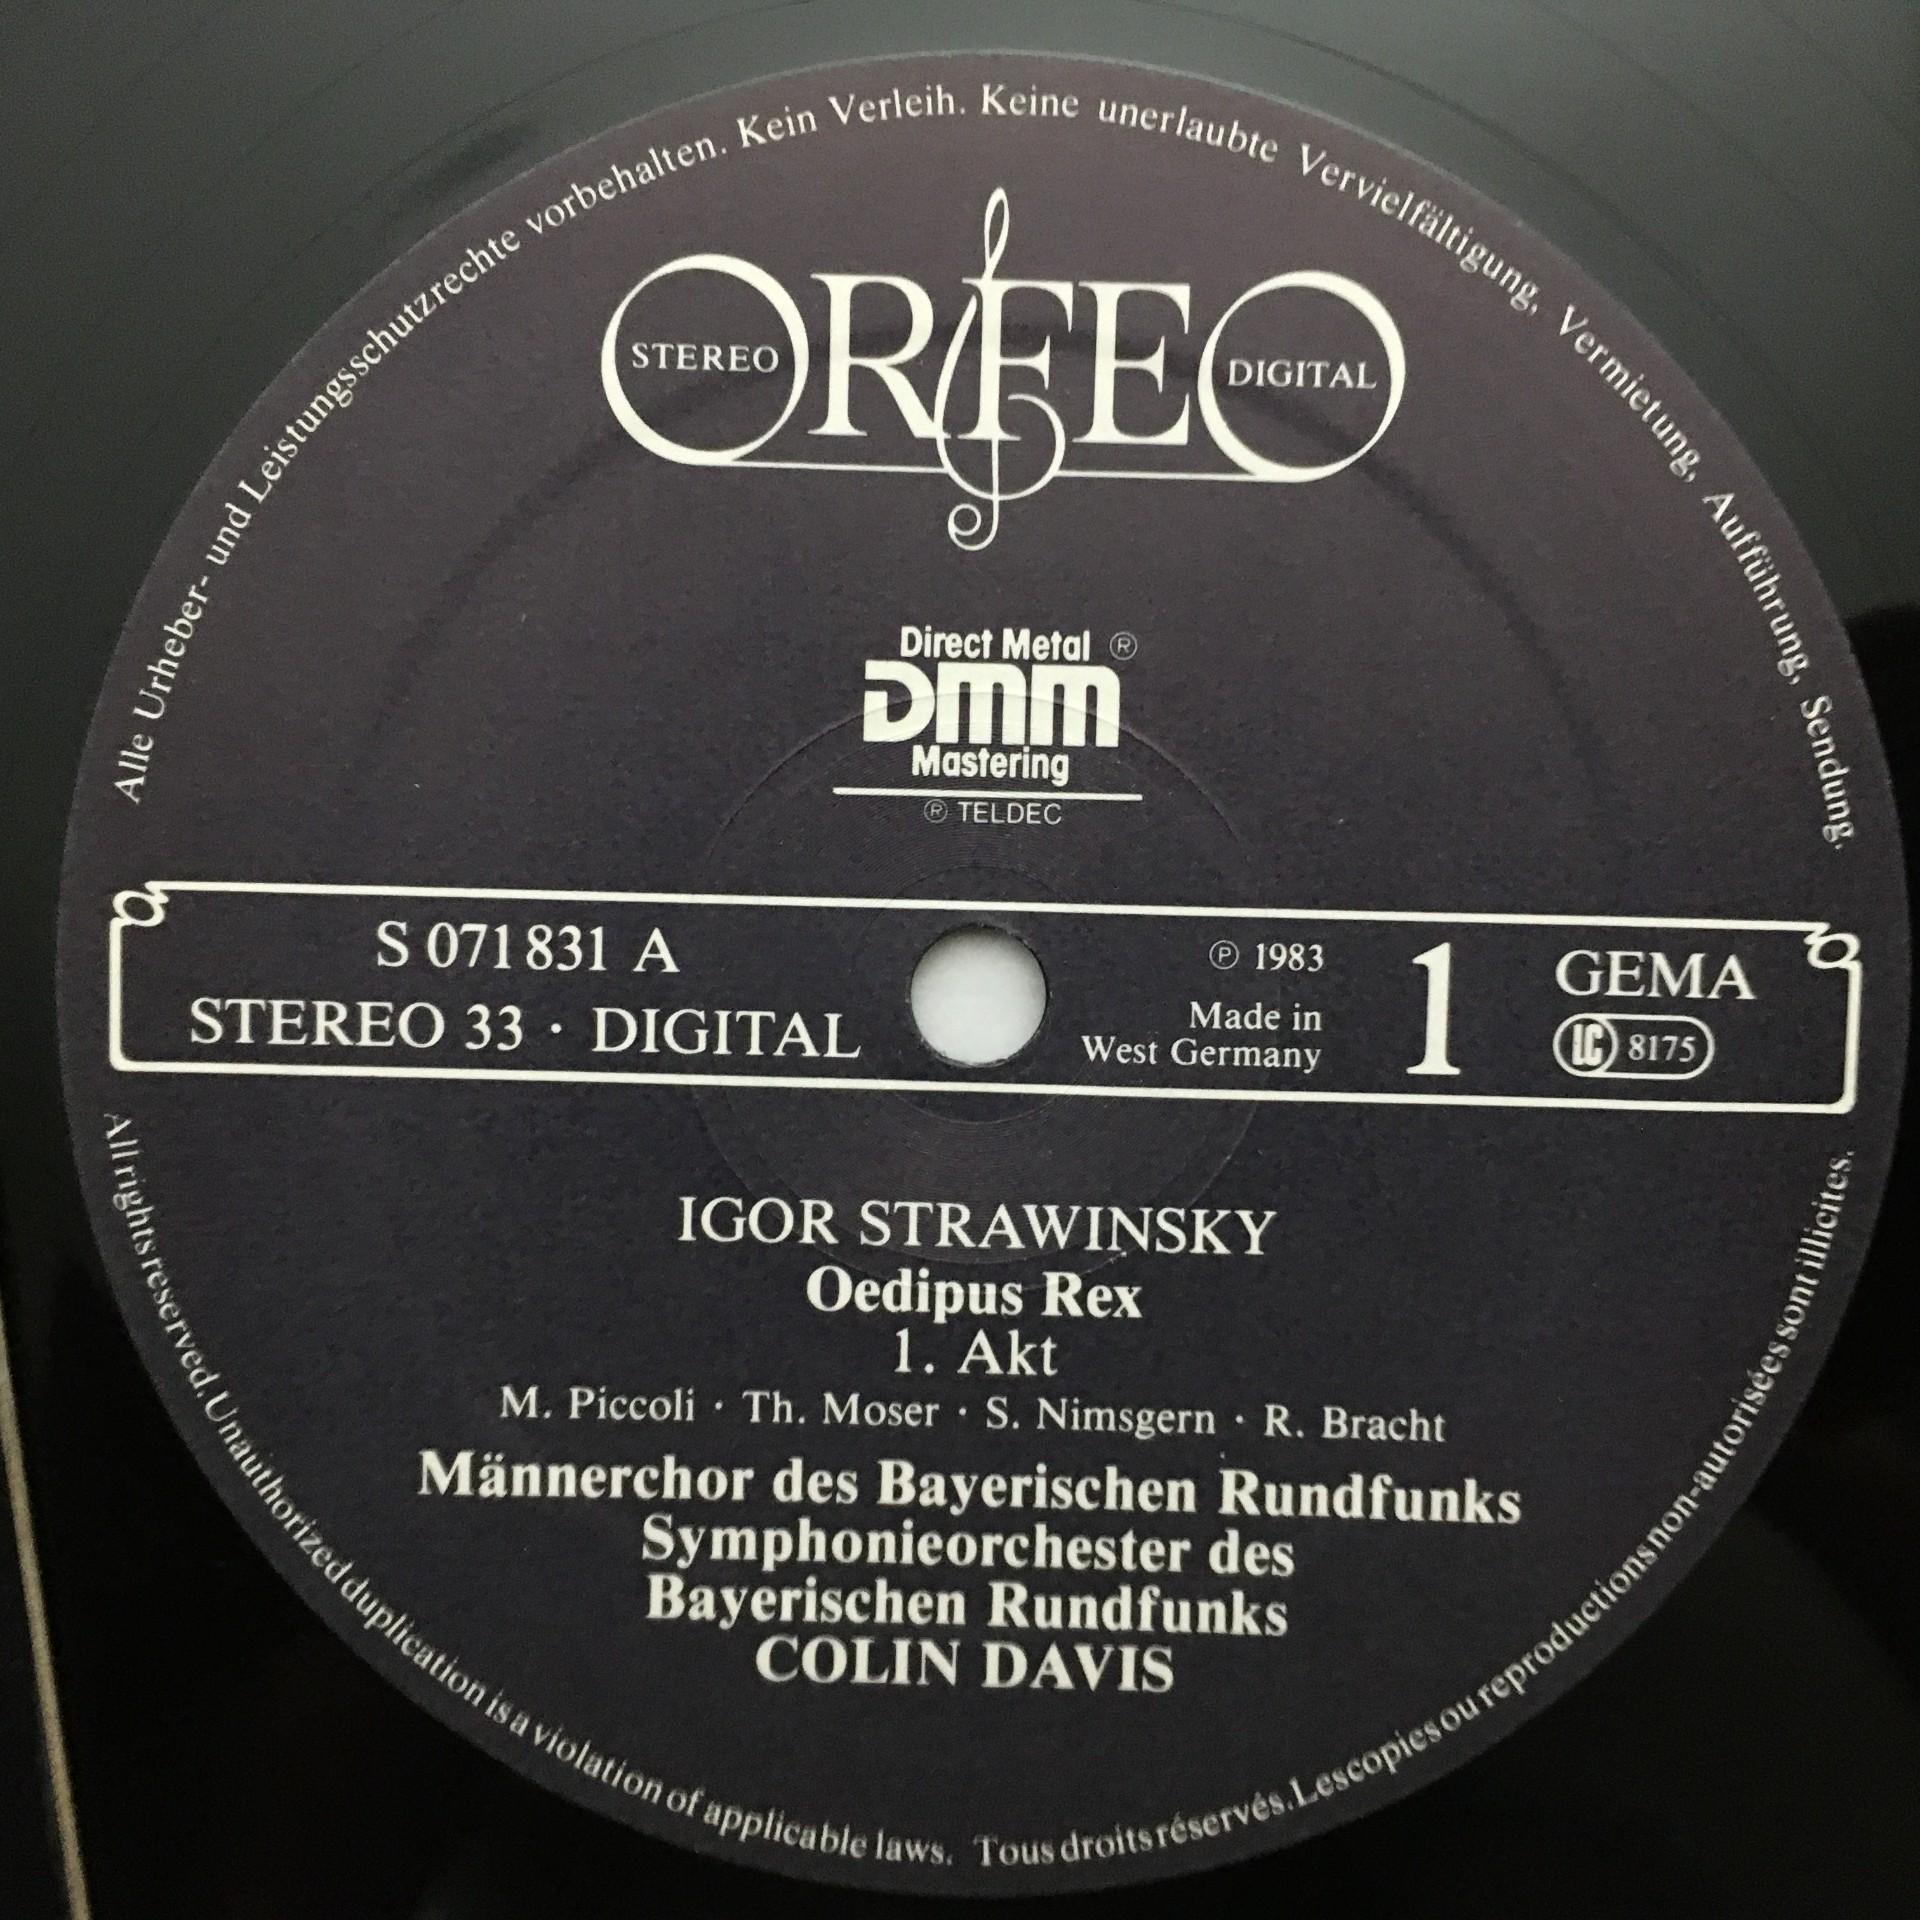 Alle Urheber- und Leistungsschutzrechte vorbehalten. Kein Verleih. Keine unerlaubte Vervielfältigung, Vermietung, Aufführung, Sendung.
ORFEO
STEREO
DIGITAL
Direct Metal ®
DMM
Mastering
® TELDEC
S 071831 A
STEREO 33 · DIGITAL
℗ 1983
Made in
West Germany
1
GEMA
LC 8175
IGOR STRAWINSKY
Oedipus Rex
1. Akt
M. Piccoli · Th. Moser · S. Nimsgern · R. Bracht
Männerchor des Bayerischen Rundfunks
Symphonieorchester des
Bayerischen Rundfunks
COLIN DAVIS
All rights reserved. Unauthorized duplication is a violation of applicable laws. Tous droits réservés. Les copies ou reproductions non-autorisées sont illicites.